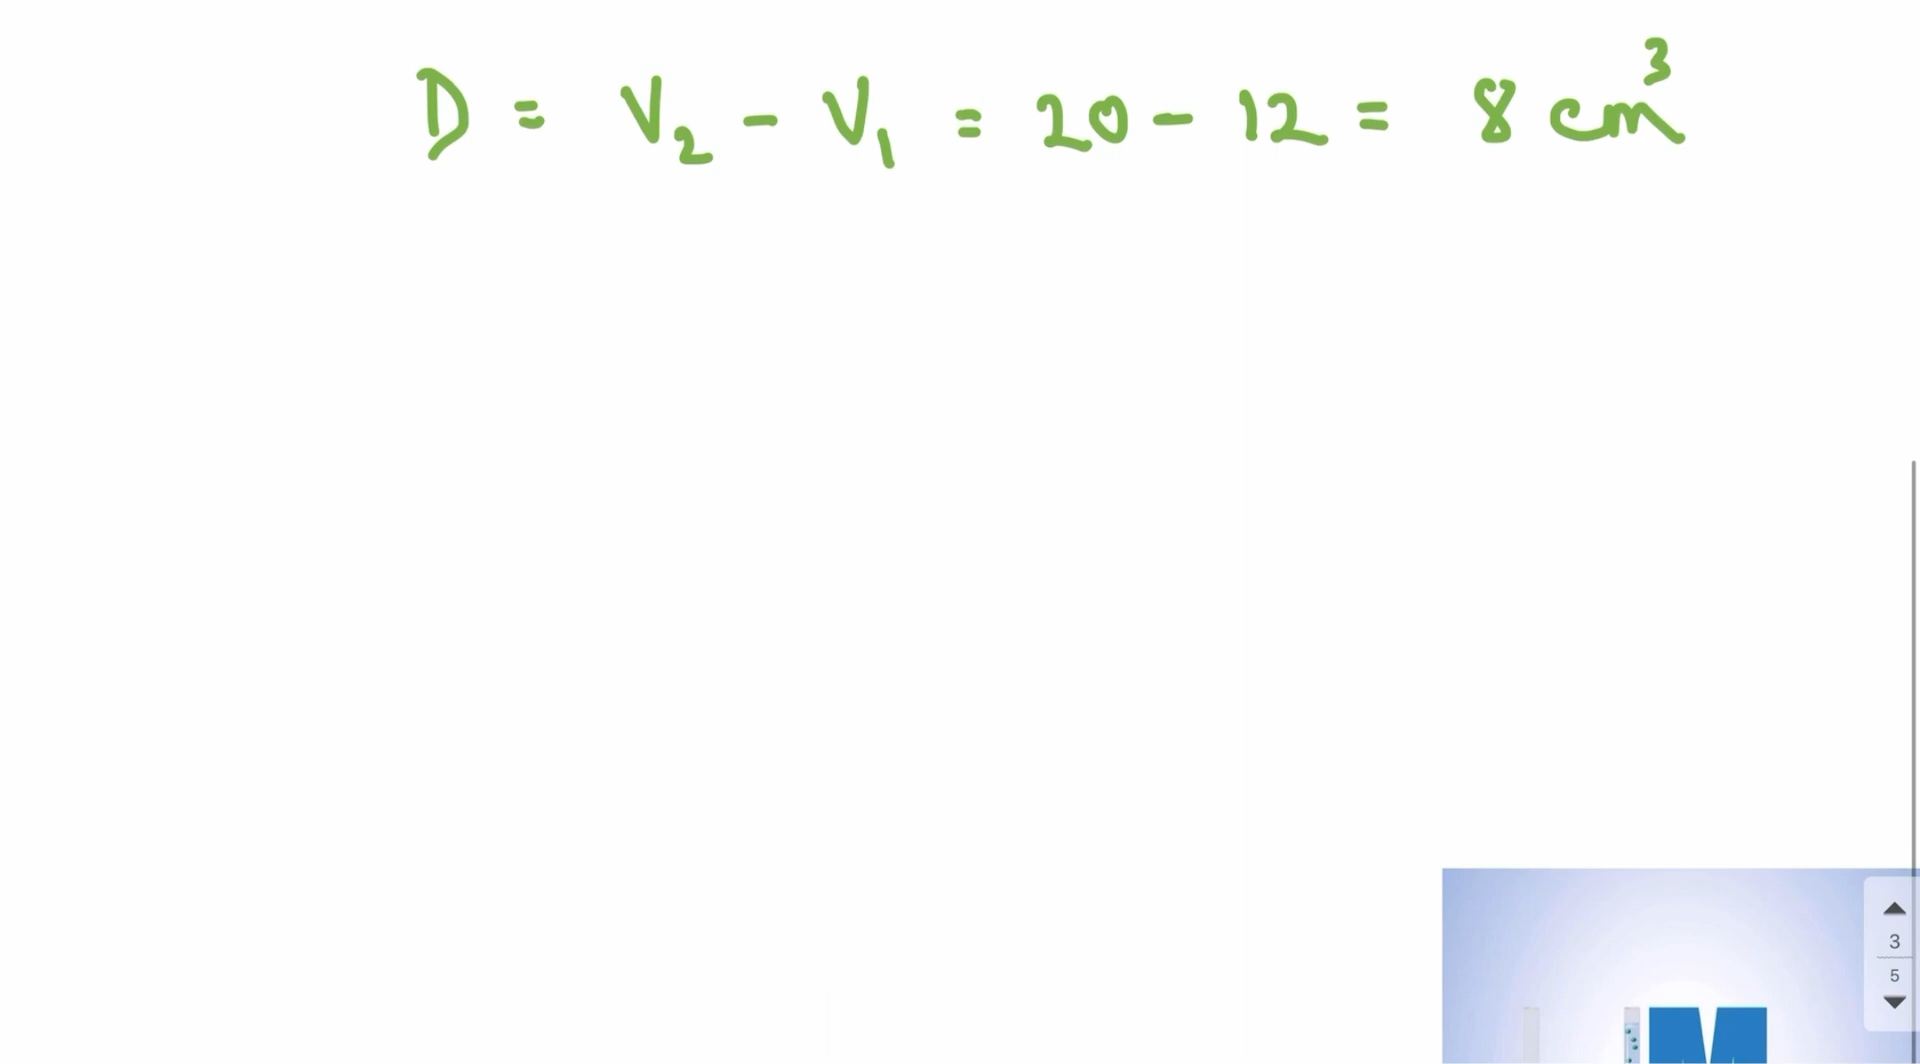 D = V₂ - V₁ = 20 - 12 = 8 cm³
3
5
M